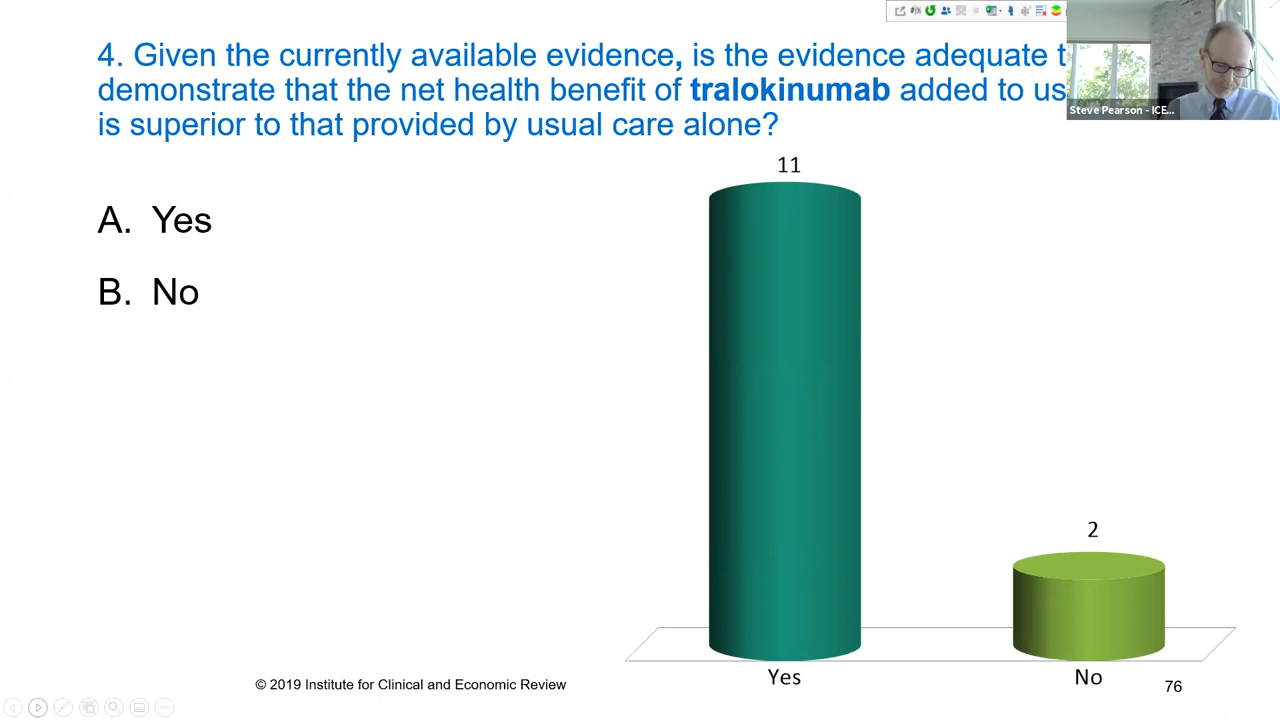 4. Given the currently available evidence, is the evidence adequate t
demonstrate that the net health benefit of tralokinumab added to us
is superior to that provided by usual care alone?
Steve Pearson - ICE...
11
A. Yes
B. No
2
Yes
No
© 2019 Institute for Clinical and Economic Review
76